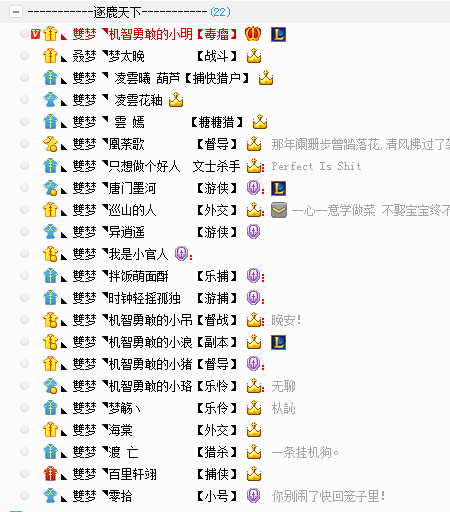 -----------逐鹿天下-----------(22)
V 雙梦 ◥机智勇敢的小明【毒瘤】
◣ 雙梦 ◥梦太晚 【战斗】
◣ 雙梦 ◥ 凌雲曦 葫芦【捕快猎户】
◣ 雙梦 ◥ 凌雲花釉
◣ 雙梦 ◥ 雲 嫣 【糖糖猎】
◣ 雙梦 ◥凰荼歌 【督导】 那年阑珊步曾踏落花,清风拂过了
◣ 雙梦 ◥只想做个好人 文士杀手 Perfect Is Shit
◣ 雙梦 ◥唐门墨河 【游侠】
◣ 雙梦 ◥巡山的人 【外交】 一心一意学做菜 不娶宝宝终不
◣ 雙梦 ◥异逍遥 【游侠】
◣ 雙梦 ◥我是小官人
◣ 雙梦 ◥拌饭萌面酣 【乐捕】
◣ 雙梦 ◥时钟轻摇孤独 【游捕】
◣ 雙梦 ◥机智勇敢的小吊【督战】 晚安!
◣ 雙梦 ◥机智勇敢的小浪【副本】
◣ 雙梦 ◥机智勇敢的小猪【督导】
◣ 雙梦 ◥机智勇敢的小珞【乐伶】 无聊
◣ 雙梦 ◥梦觞ヽ 【乐伶】
◣ 雙梦 ◥海棠 【外交】
◣ 雙梦 ◥渡 亡 【猎杀】 一条挂机狗。
◣ 雙梦 ◥百里轩翊 【捕侠】
◣ 雙梦 ◥零拾 【小号】 你别闹了快回笼子里!